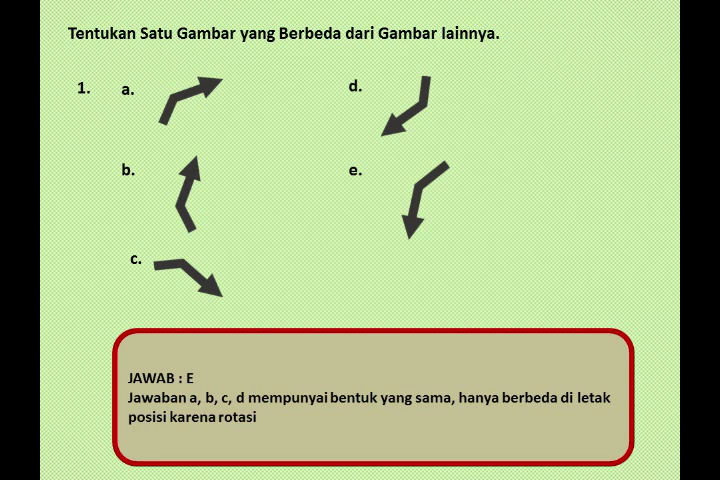 Tentukan Satu Gambar yang Berbeda dari Gambar lainnya.
1. a. d.
b. e.
c.
JAWAB : E
Jawaban a, b, c, d mempunyai bentuk yang sama, hanya berbeda di letak
posisi karena rotasi